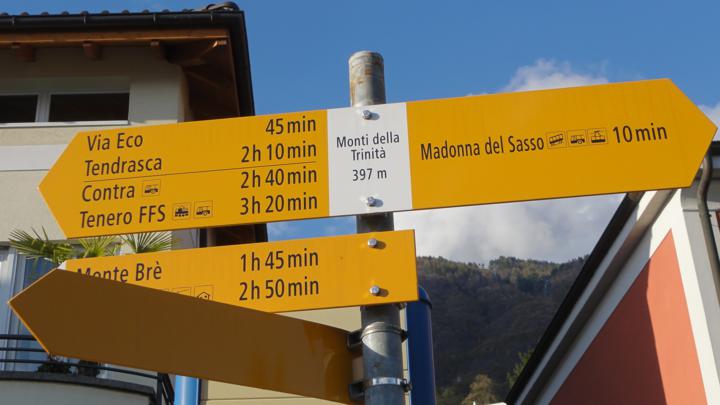 Via Eco 45 min
Tendrasca 2 h 10 min
Contra 2 h 40 min
Tenero FFS 3 h 20 min
Monti della
Trinità
397 m
Madonna del Sasso 10 min
Monte Brè 1 h 45 min
2 h 50 min